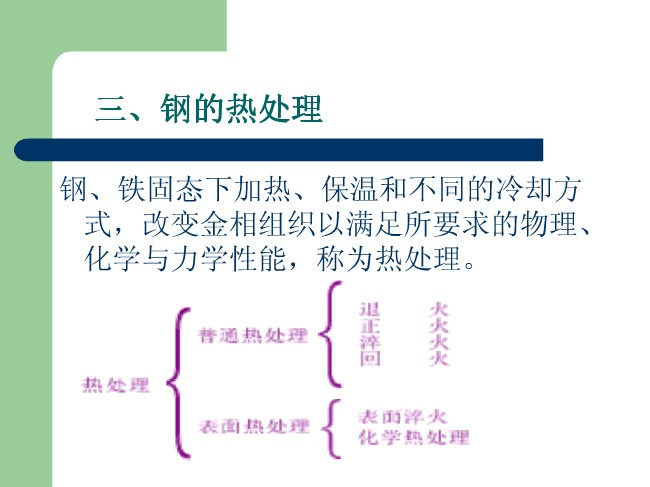 三、钢的热处理
钢、铁固态下加热、保温和不同的冷却方
式，改变金相组织以满足所要求的物理、
化学与力学性能，称为热处理。
热处理
普通热处理
退 火
正 火
淬 火
回 火
表面热处理
表面淬火
化学热处理